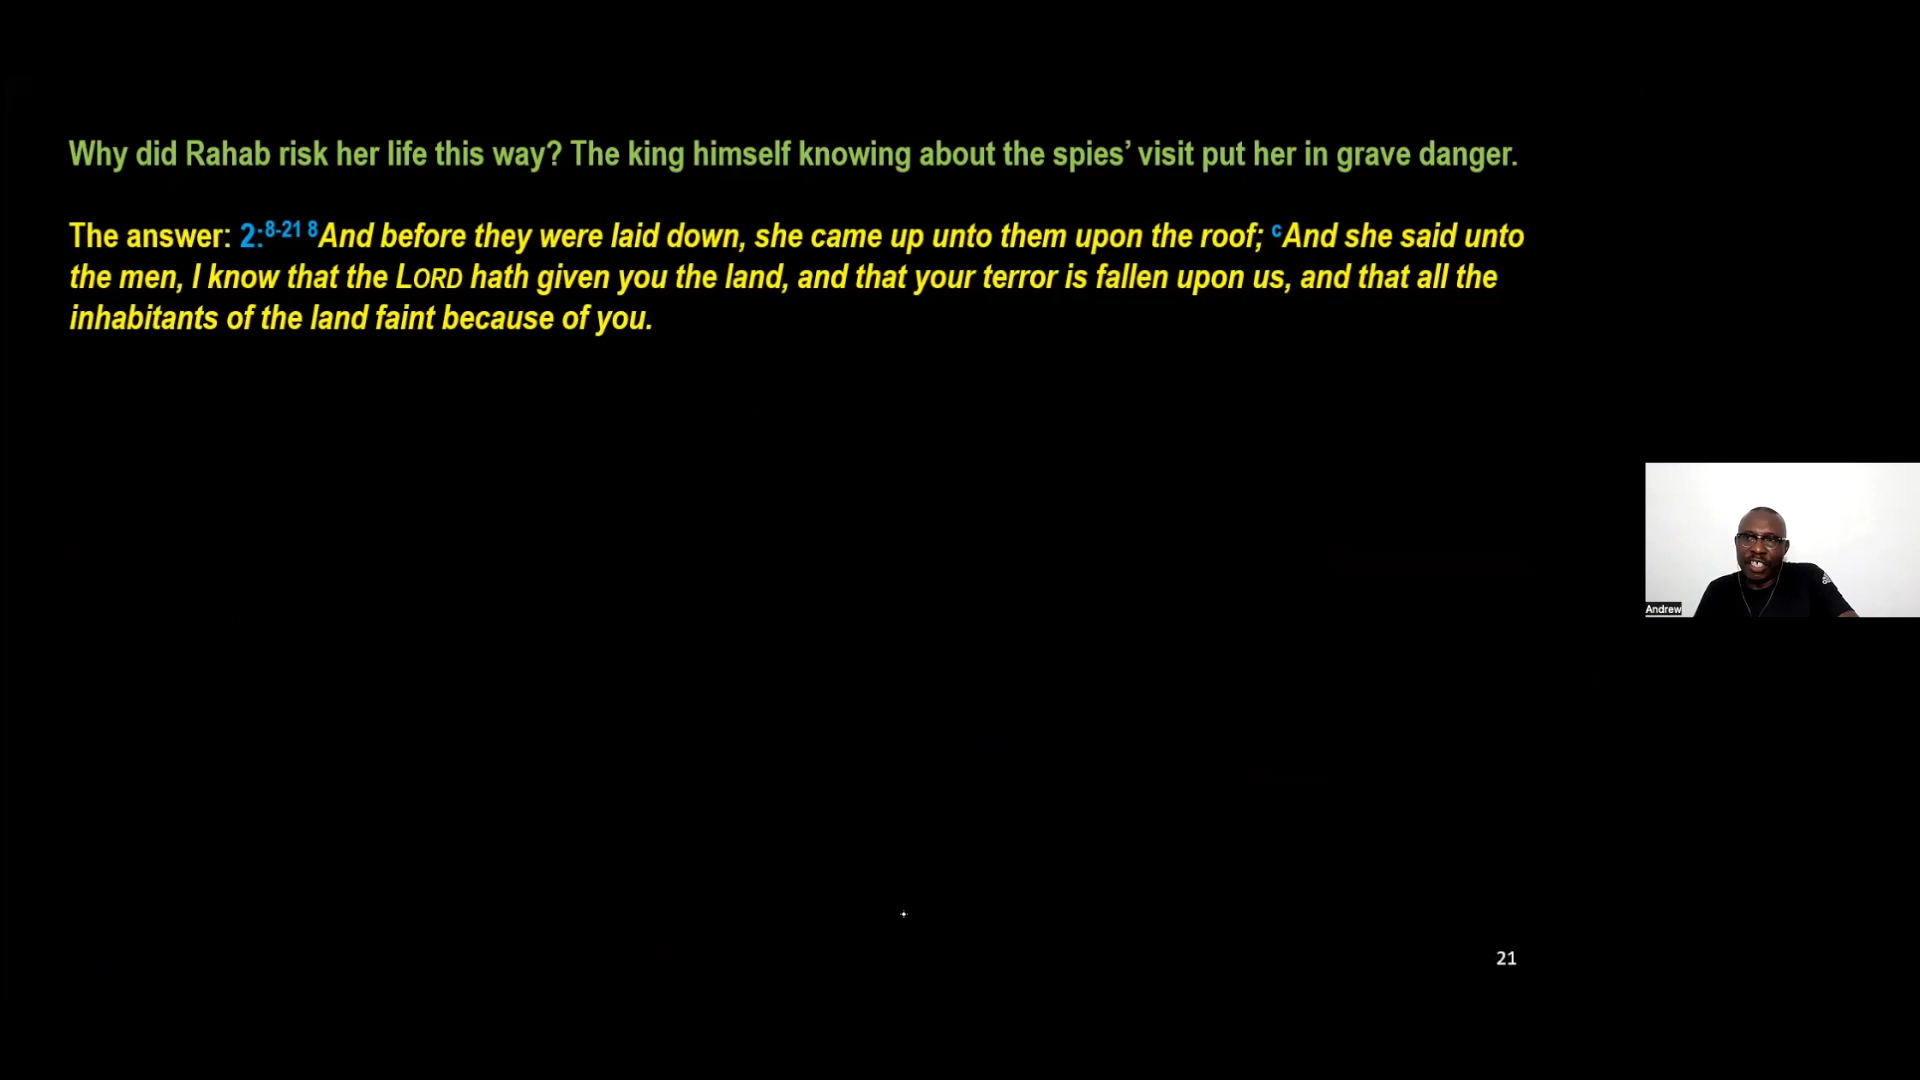 Why did Rahab risk her life this way? The king himself knowing about the spies’ visit put her in grave danger.
The answer: 2:8-21 8And before they were laid down, she came up unto them upon the roof; cAnd she said unto
the men, I know that the LORD hath given you the land, and that your terror is fallen upon us, and that all the
inhabitants of the land faint because of you.
Andrew
21